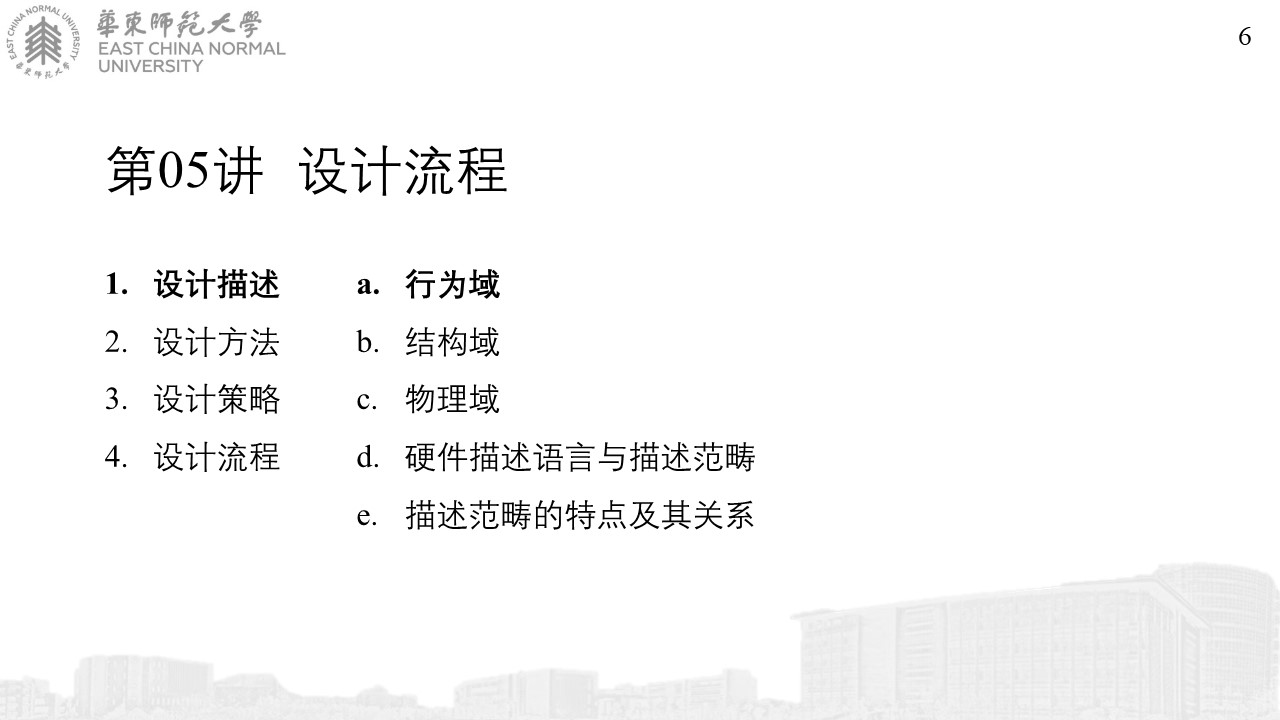 EAST CHINA NORMAL UNIVERSITY
華東師範大學
華東師範大學
EAST CHINA NORMAL
UNIVERSITY
6
第05讲 设计流程
1. 设计描述
2. 设计方法
3. 设计策略
4. 设计流程
a. 行为域
b. 结构域
c. 物理域
d. 硬件描述语言与描述范畴
e. 描述范畴的特点及其关系